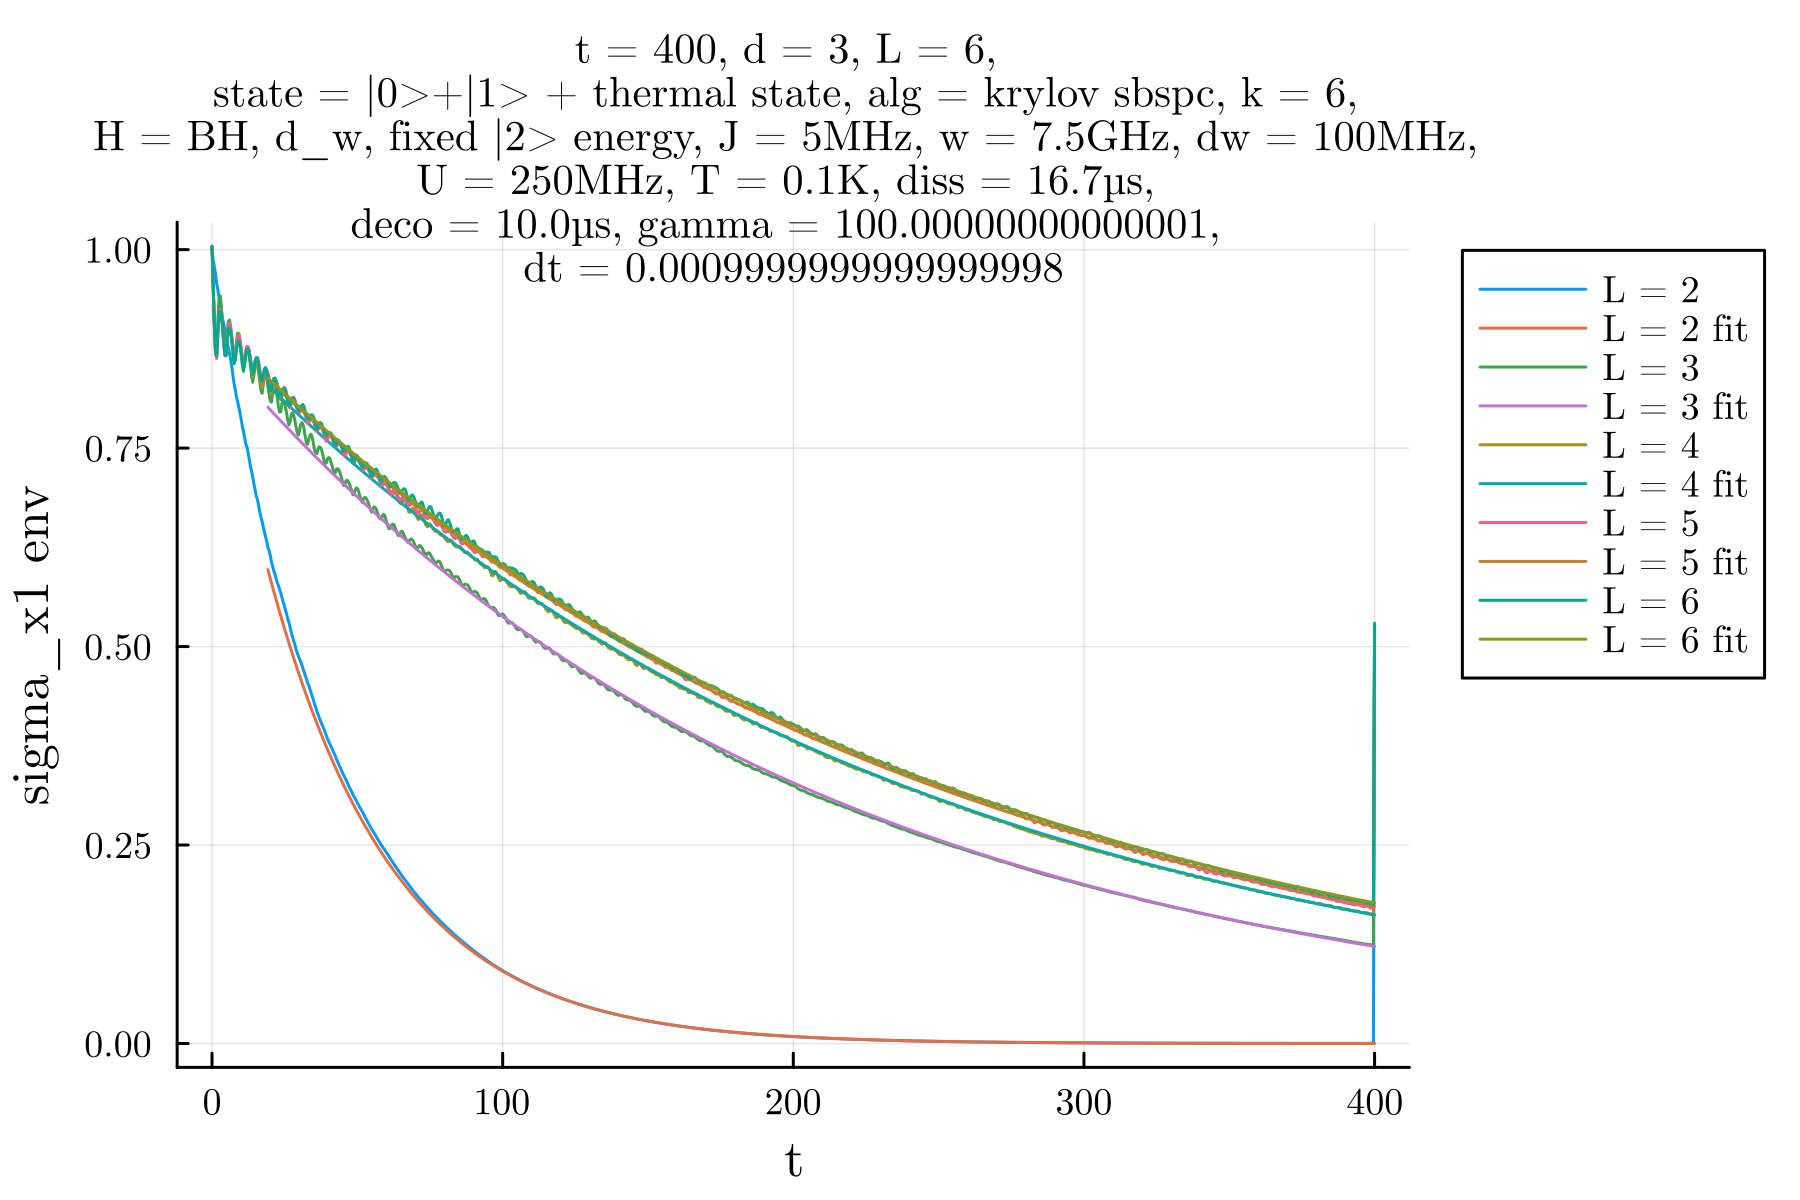 t = 400, d = 3, L = 6,
state = |0>+|1> + thermal state, alg = krylov sbspc, k = 6,
H = BH, d_w, fixed |2> energy, J = 5MHz, w = 7.5GHz, dw = 100MHz,
U = 250MHz, T = 0.1K, diss = 16.7µs,
deco = 10.0µs, gamma = 100.00000000000001,
dt = 0.0009999999999999998
1.00
0.75
0.50
0.25
0.00
sigma_x1 env
0
100
200
300
400
t
L = 2
L = 2 fit
L = 3
L = 3 fit
L = 4
L = 4 fit
L = 5
L = 5 fit
L = 6
L = 6 fit